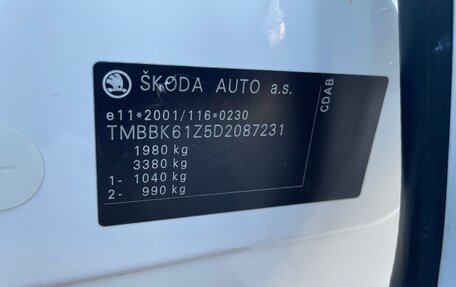 ŠKODA AUTO a.s.
CDAB
e11*2001/116*0230
TMBBK61Z5D2087231
1980 kg
3380 kg
1- 1040 kg
2- 990 kg